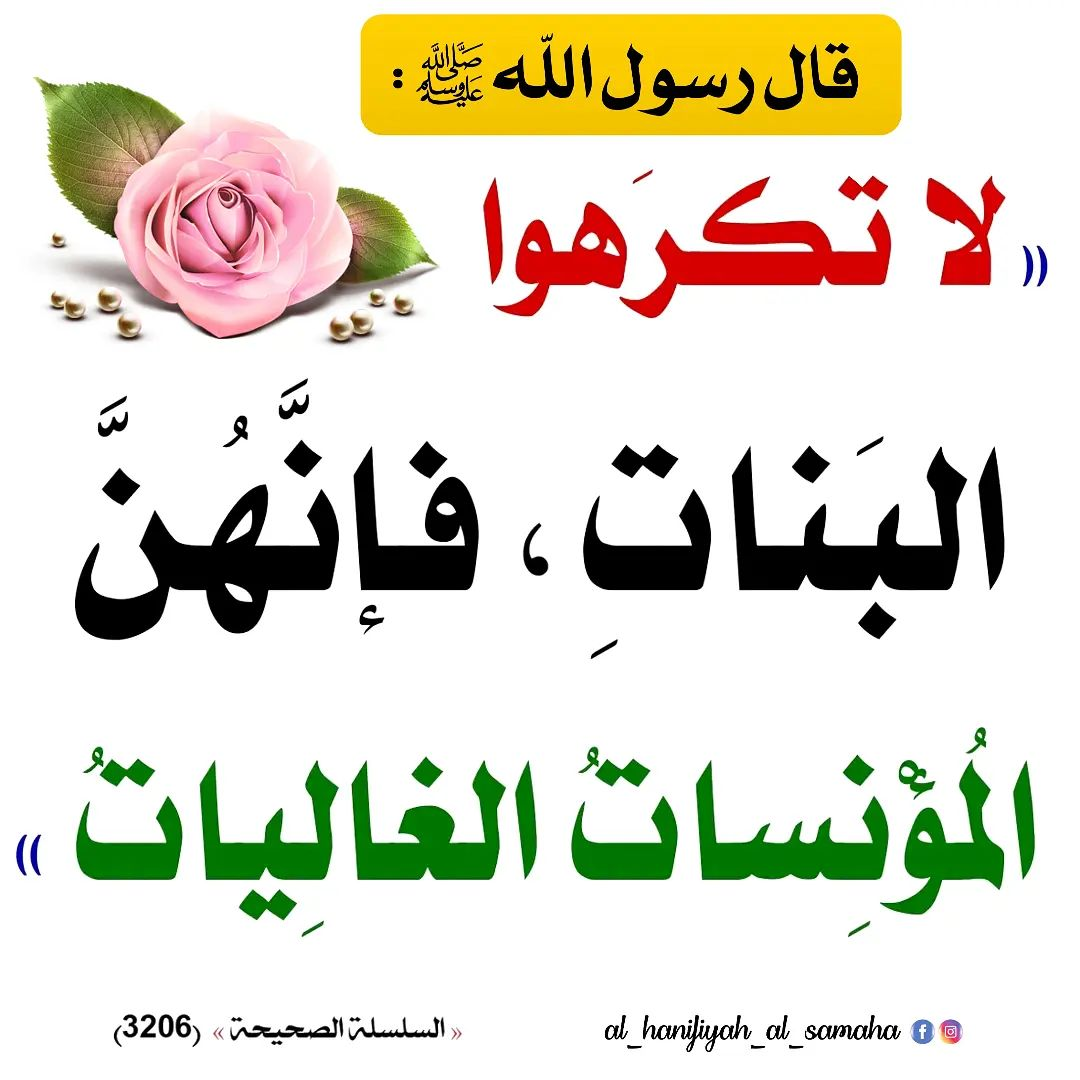 قال رسول الله ﷺ :
(( لا تكرَهوا
البَناتِ ، فإنَّهُنَّ
المُؤْنِساتُ الغالِياتُ ))
« السلسلة الصحيحة » (3206)
al_hanifiyah_al_samaha